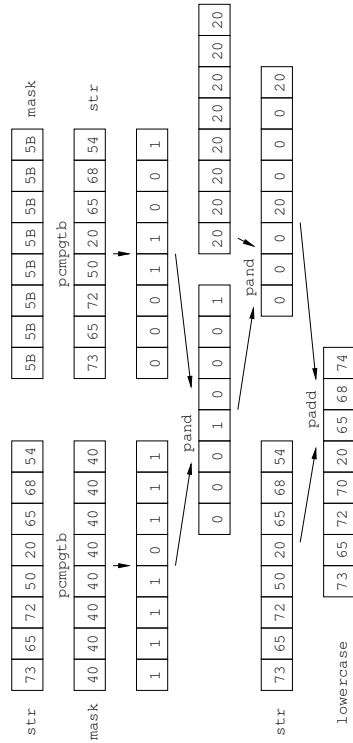 str 73 65 72 50 20 65 68 54 5B 5B 5B 5B 5B 5B 5B 5B mask
pcmpgtb pcmpgtb
mask 40 40 40 40 40 40 40 40 73 65 72 50 20 65 68 54 str
1 1 1 1 0 1 1 1 0 0 0 1 1 0 0 1
pand
0 0 0 1 0 0 0 1 20 20 20 20 20 20 20 20
pand
str 73 65 72 50 20 65 68 54 0 0 0 20 0 0 0 20
padd
lowercase 73 65 72 70 20 65 68 74